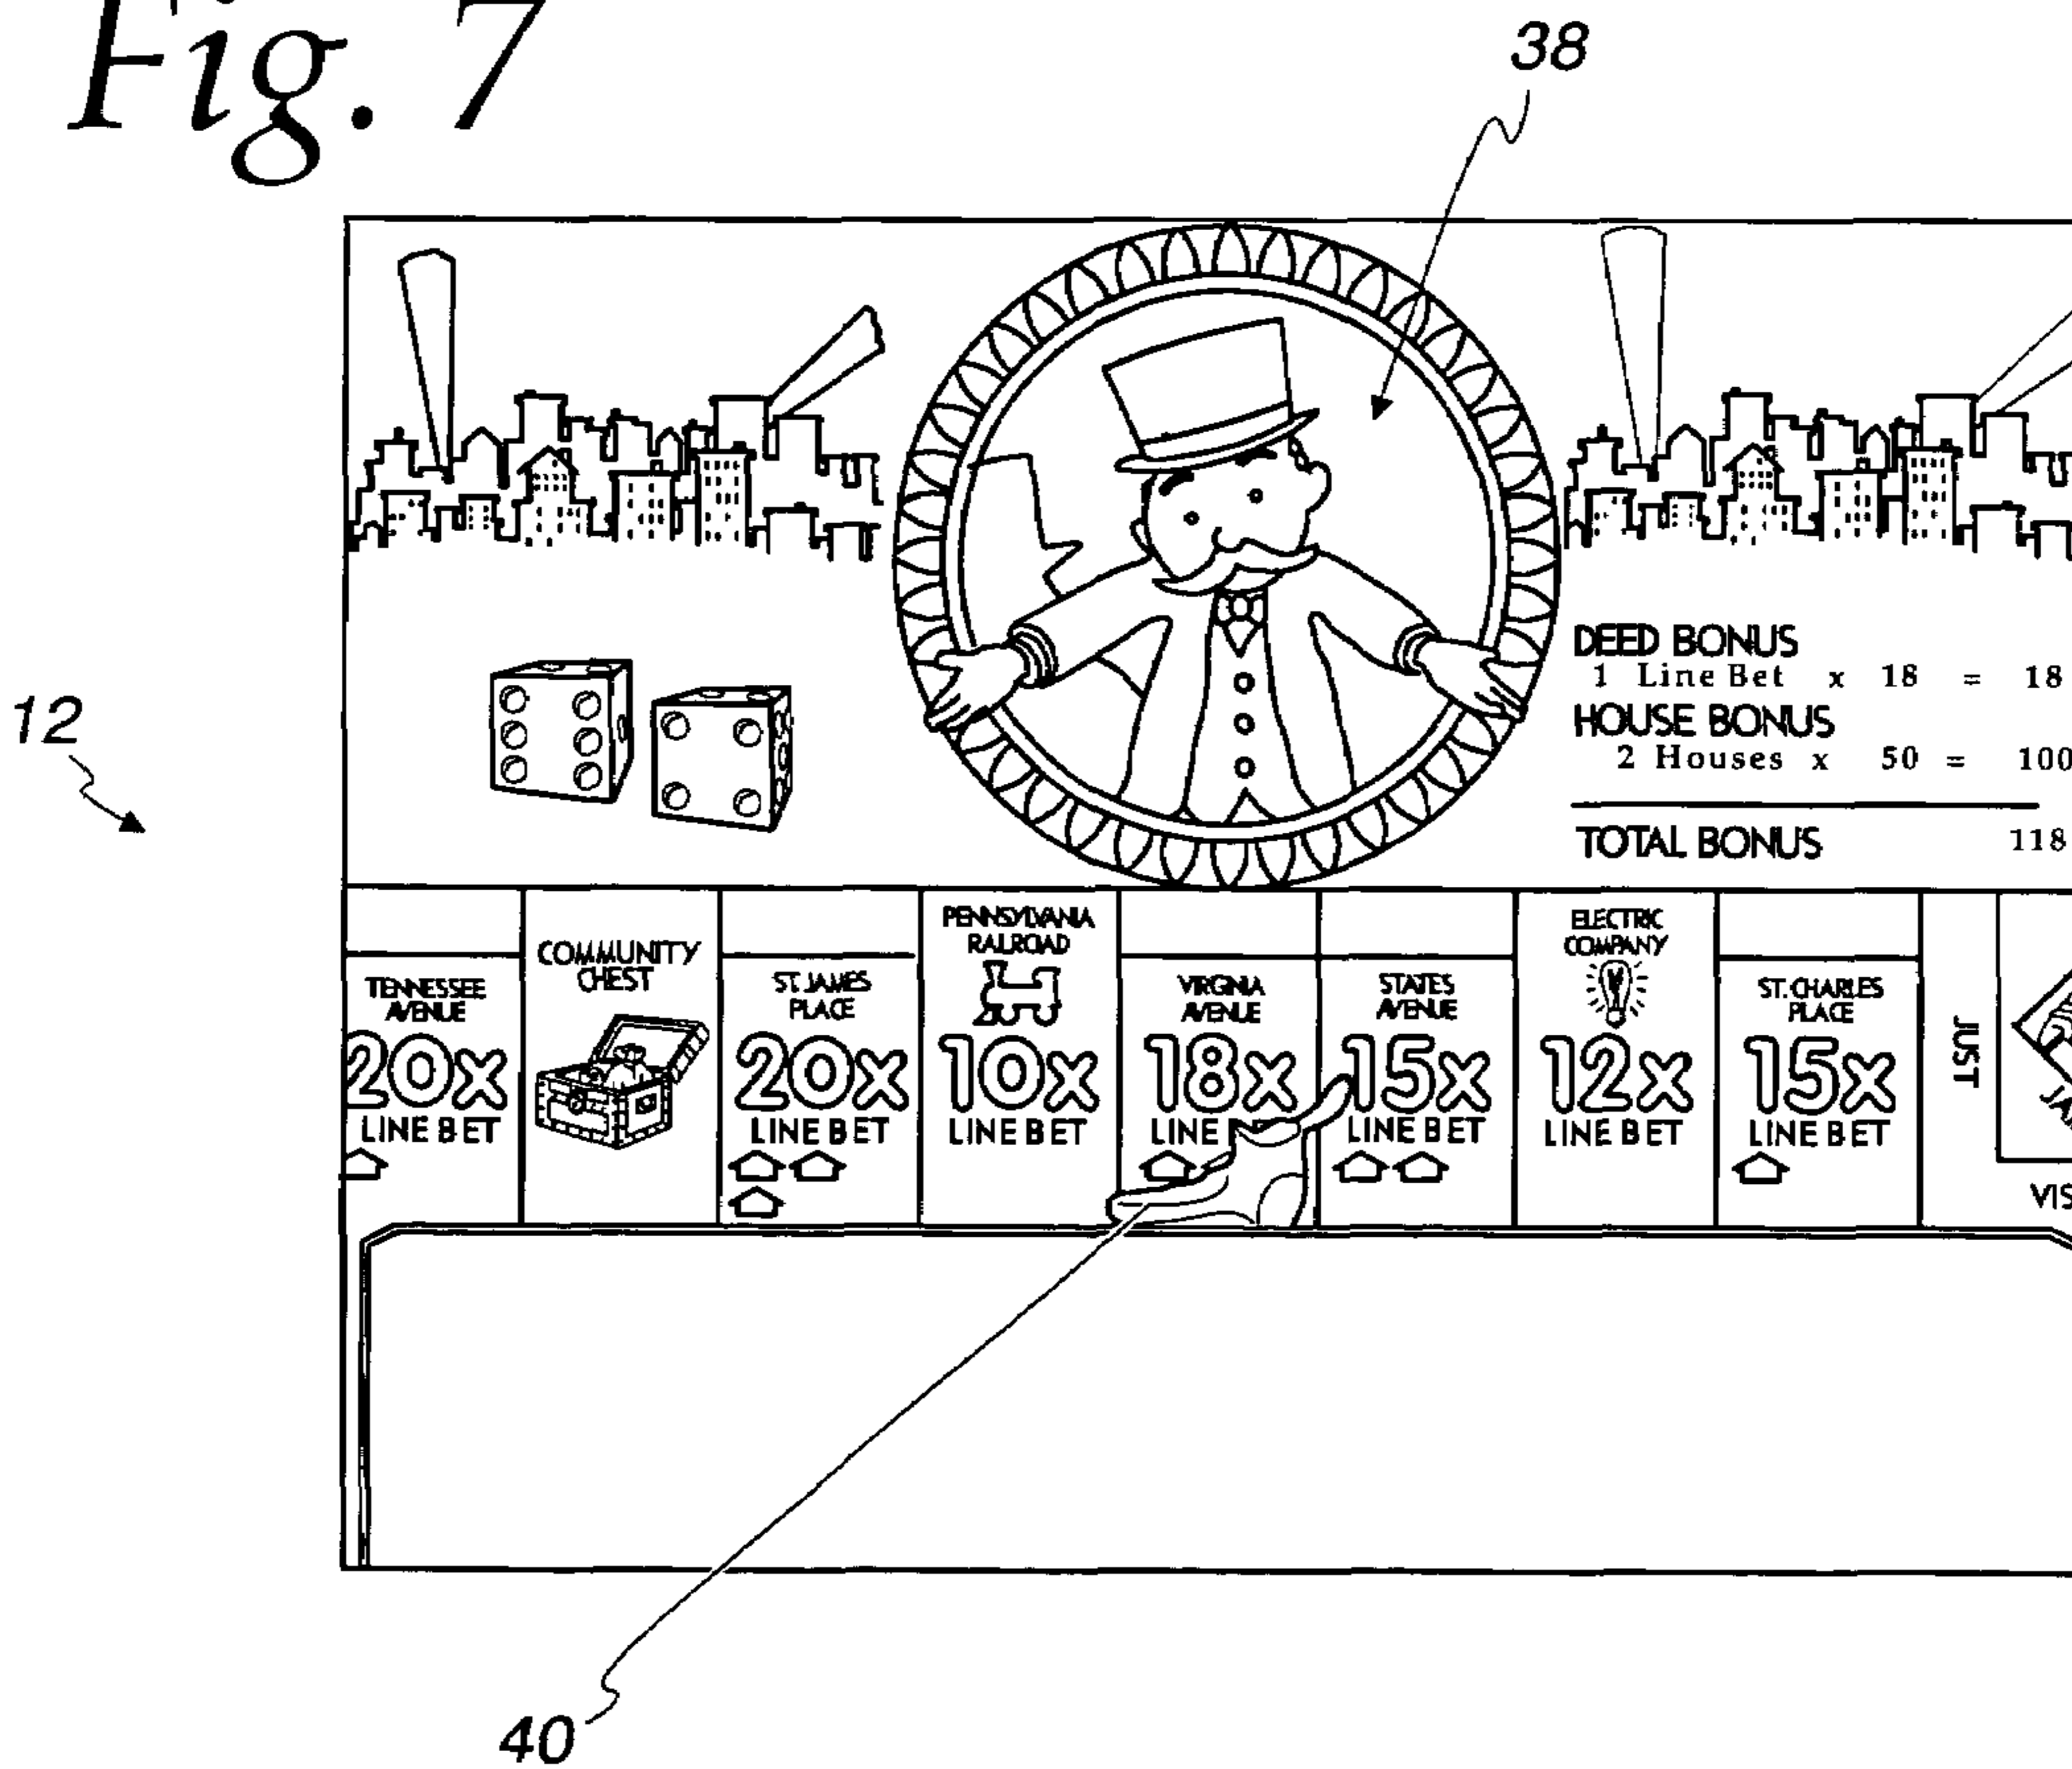 Fig. 7
38
12
DEED BONUS
1 Line Bet x 18 = 18
HOUSE BONUS
2 Houses x 50 = 100
TOTAL BONUS 118
TENNESSEE
AVENUE
20x
LINE BET
COMMUNITY
CHEST
ST. JAMES
PLACE
20x
LINE BET
PENNSYLVANIA
RAILROAD
10x
LINE BET
VIRGINIA
AVENUE
18x
LINE
STATES
AVENUE
15x
LINE BET
ELECTRIC
COMPANY
12x
LINE BET
ST. CHARLES
PLACE
15x
LINE BET
JUST
VIS
40